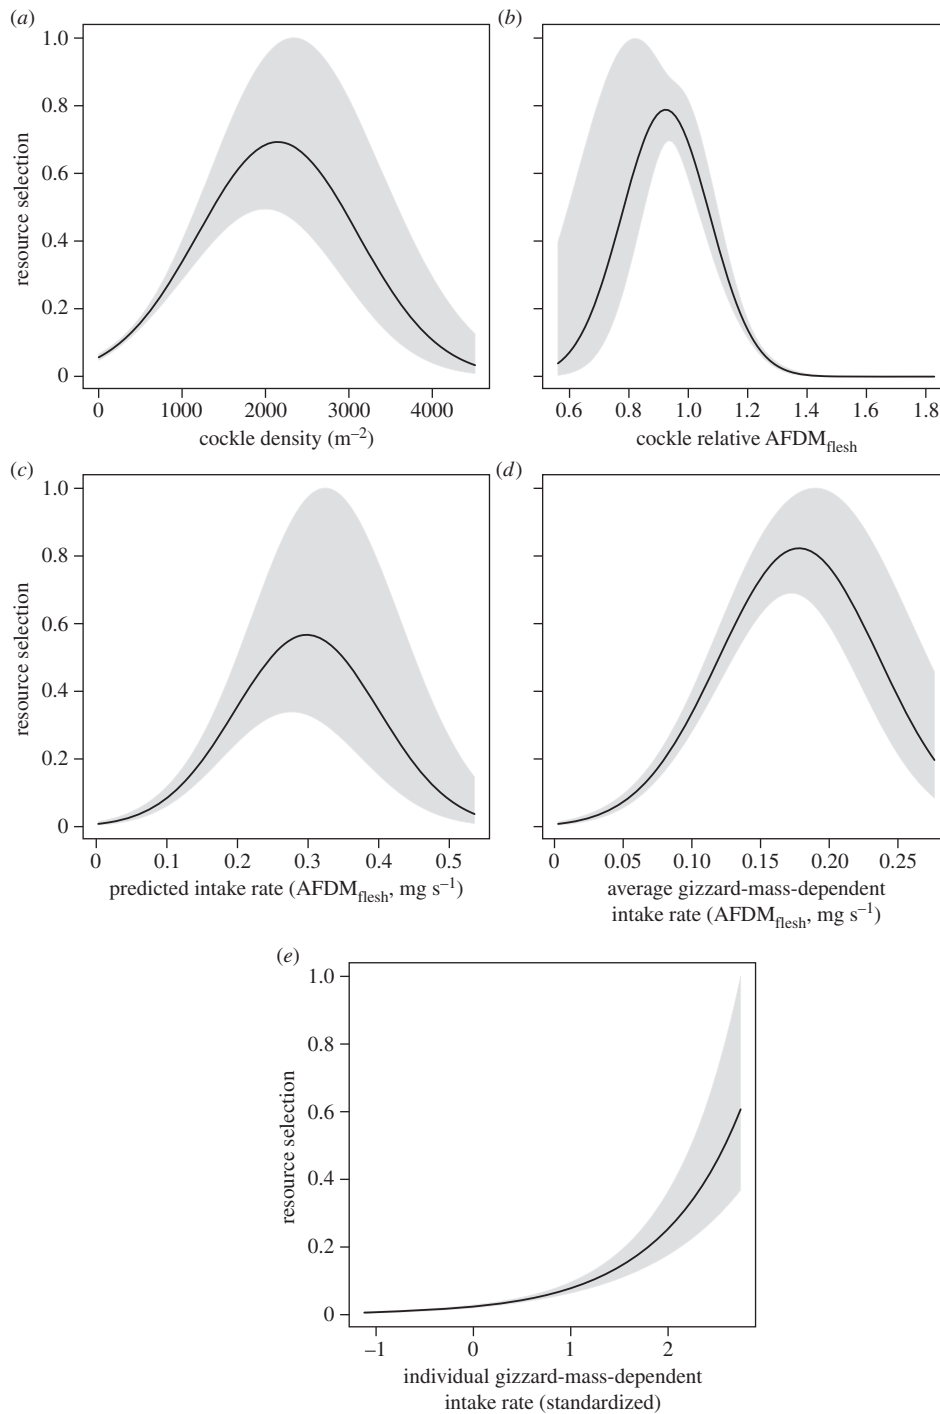 (a)
(b)
1.0
0.8
0.6
0.4
0.2
0
resource selection
0 1000 2000 3000 4000
cockle density (m⁻²)
0.6 0.8 1.0 1.2 1.4 1.6 1.8
cockle relative AFDM_flesh
(c)
(d)
1.0
0.8
0.6
0.4
0.2
0
resource selection
0 0.1 0.2 0.3 0.4 0.5
predicted intake rate (AFDM_flesh, mg s⁻¹)
0 0.05 0.10 0.15 0.20 0.25
average gizzard-mass-dependent
intake rate (AFDM_flesh, mg s⁻¹)
(e)
1.0
0.8
0.6
0.4
0.2
0
resource selection
–1 0 1 2
individual gizzard-mass-dependent
intake rate (standardized)